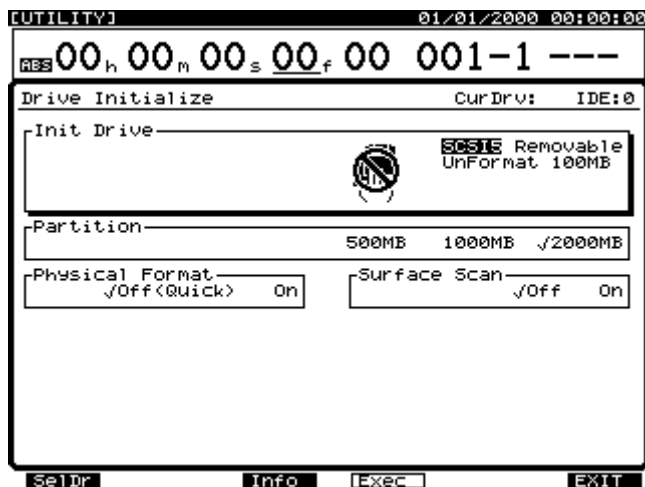 [UTILITY] 01/01/2000 00:00:00
ABS 00h 00m 00s 00f 00 001-1 ---
Drive Initialize CurDrv: IDE:0
Init Drive
SCSI5 Removable
UnFormat 100MB
Partition
500MB 1000MB √2000MB
Physical Format Surface Scan
√Off(Quick) On √Off On
SelDr Info Exec EXIT